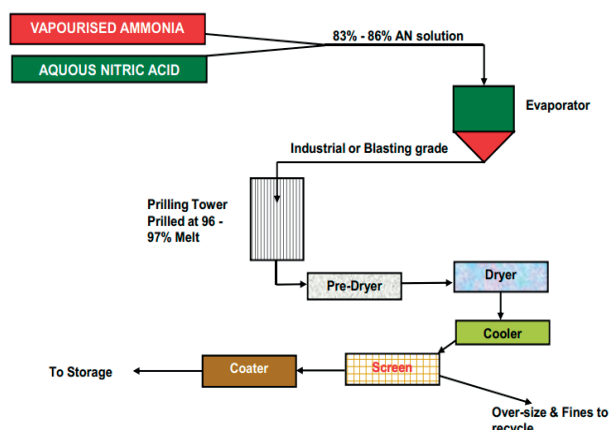 VAPOURISED AMMONIA
83% - 86% AN solution
AQUOUS NITRIC ACID
Evaporator
Industrial or Blasting grade
Prilling Tower
Prilled at 96 -
97% Melt
Pre-Dryer
Dryer
Cooler
Screen
Coater
To Storage
Over-size & Fines to
recycle